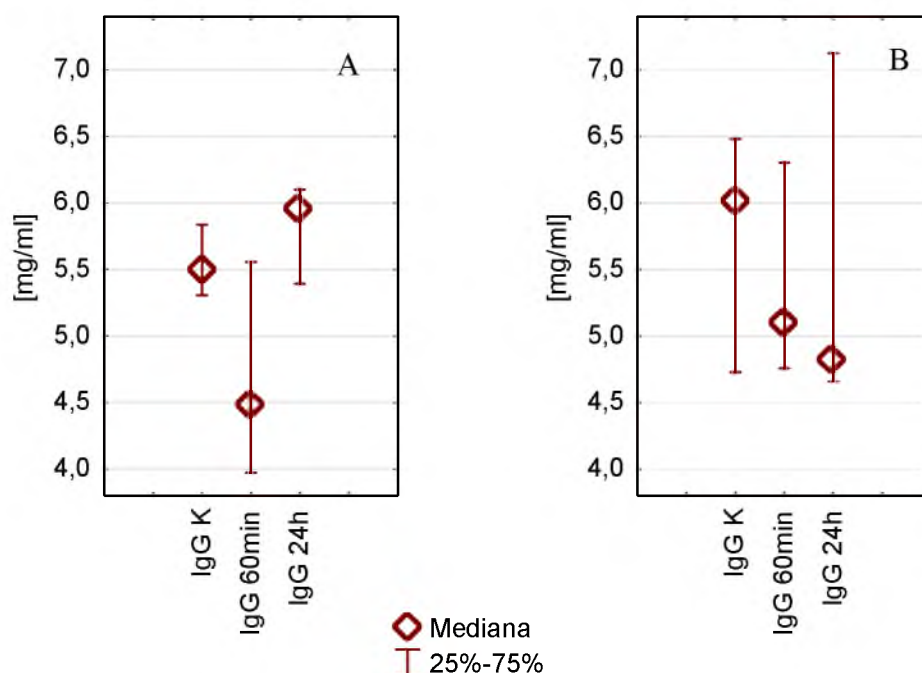 A
[mg/ml]
7,0
6,5
6,0
5,5
5,0
4,5
4,0
IgG K
IgG 60min
IgG 24h
B
[mg/ml]
7,0
6,5
6,0
5,5
5,0
4,5
4,0
IgG K
IgG 60min
IgG 24h
Mediana
25%-75%